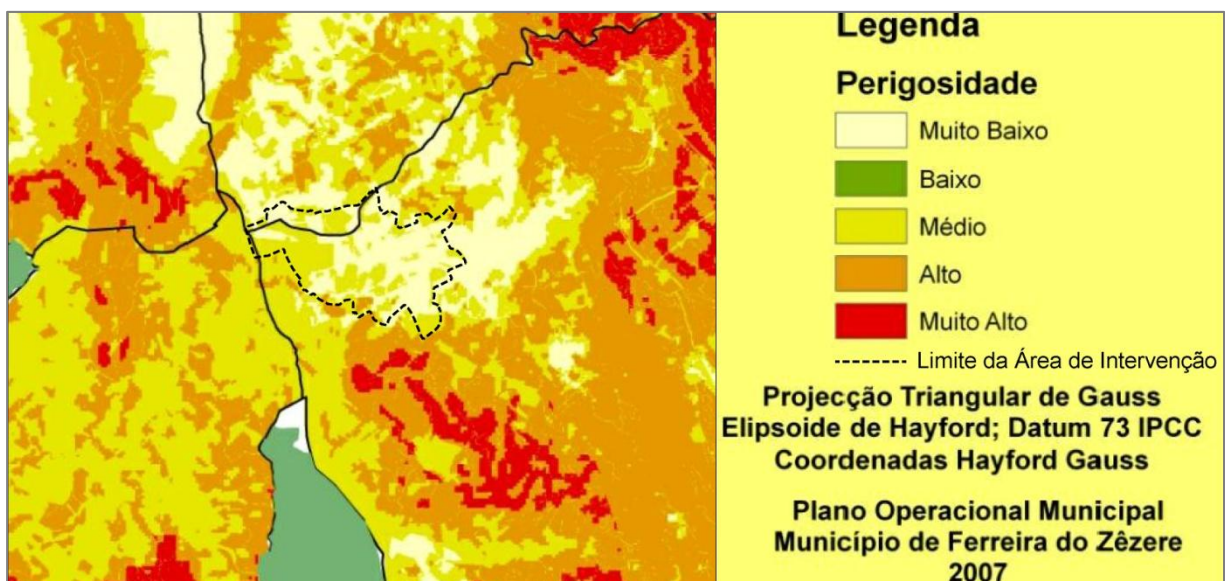 Legenda
Perigosidade
Muito Baixo
Baixo
Médio
Alto
Muito Alto
Limite da Área de Intervenção
Projecção Triangular de Gauss
Elipsoide de Hayford; Datum 73 IPCC
Coordenadas Hayford Gauss
Plano Operacional Municipal
Município de Ferreira do Zêzere
2007